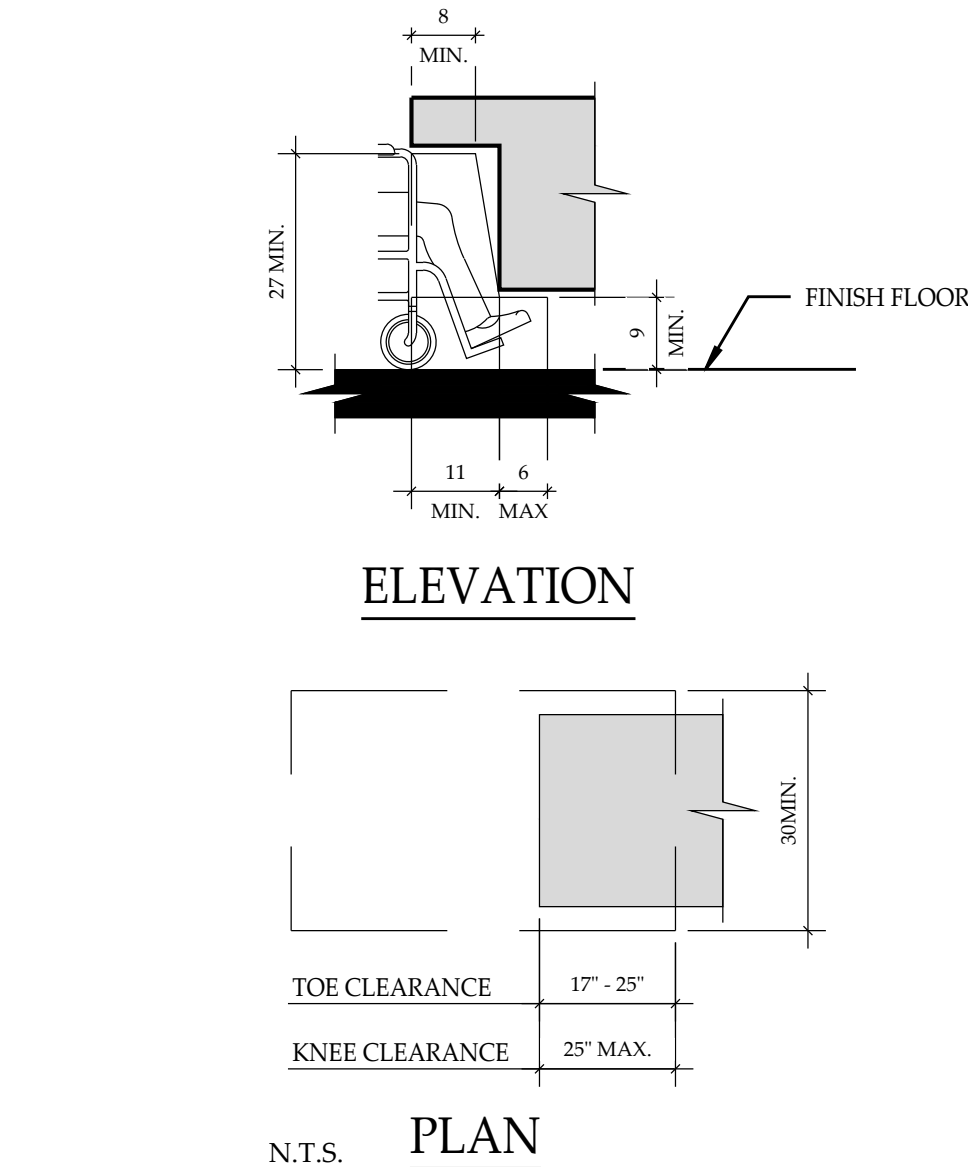 8
MIN.
27 MIN.
FINISH FLOOR
9
MIN.
11
6
MIN.
MAX
ELEVATION
30MIN.
TOE CLEARANCE
17" - 25"
KNEE CLEARANCE
25" MAX.
N.T.S.
PLAN